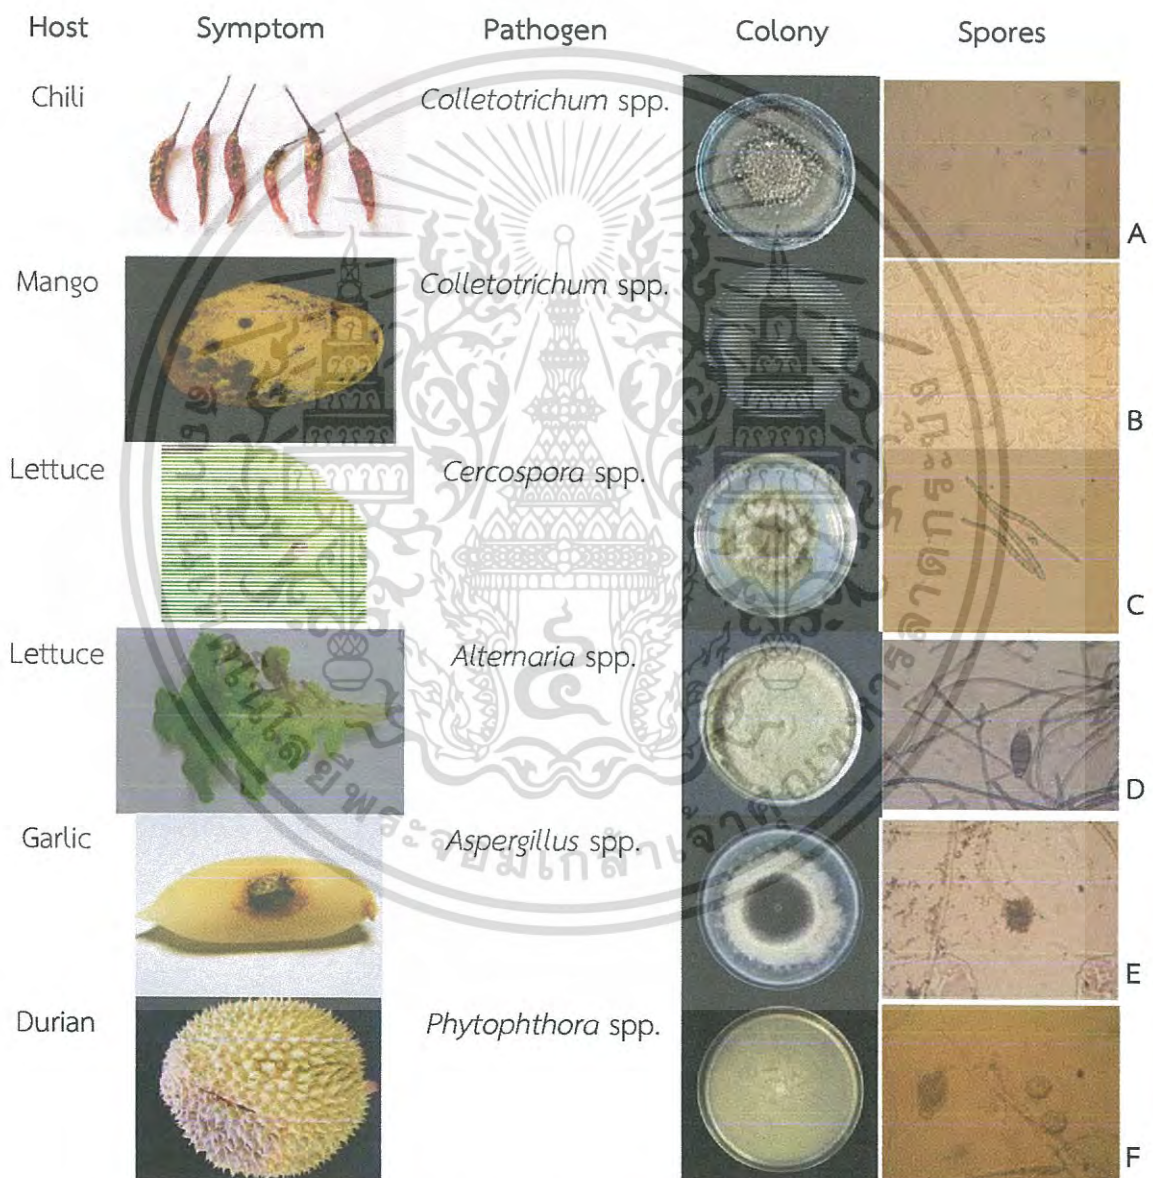 Host Symptom Pathogen Colony Spores
Chili Colletotrichum spp.
A
Mango Colletotrichum spp.
B
Lettuce Cercospora spp.
C
Lettuce Alternaria spp.
D
Garlic Aspergillus spp.
E
Durian Phytophthora spp.
F